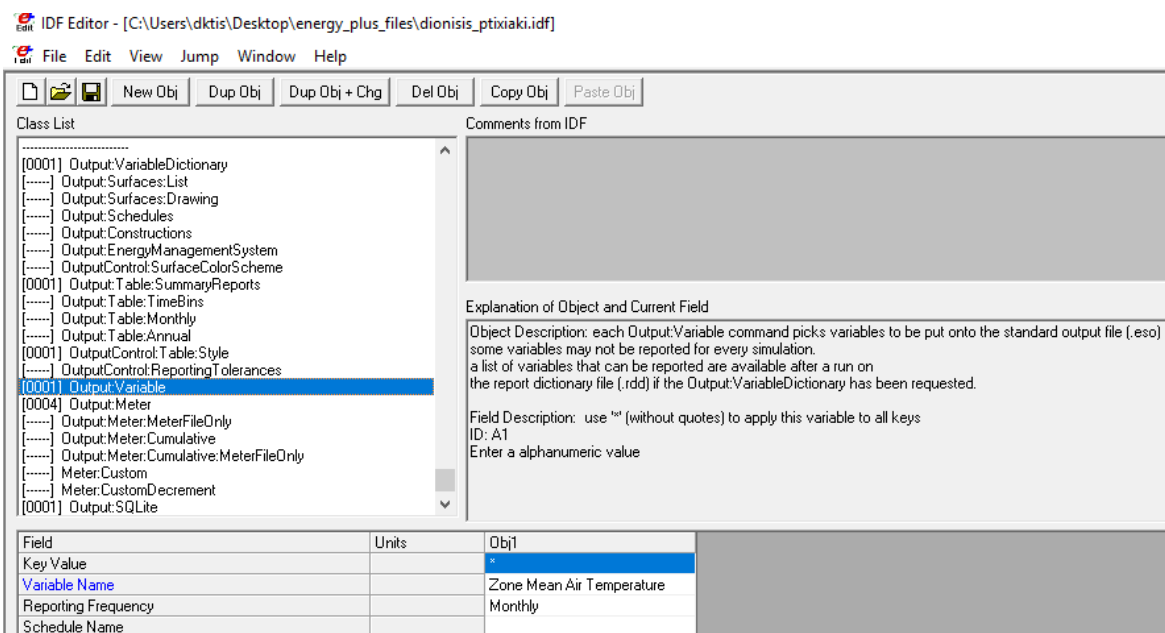 IDF Editor - [C:\Users\dktis\Desktop\energy_plus_files\dionisis_ptixiaki.idf]
File Edit View Jump Window Help
New Obj Dup Obj Dup Obj + Chg Del Obj Copy Obj Paste Obj
Class List
Comments from IDF
--------------------------
[0001] Output:VariableDictionary
[------] Output:Surfaces:List
[------] Output:Surfaces:Drawing
[------] Output:Schedules
[------] Output:Constructions
[------] Output:EnergyManagementSystem
[------] OutputControl:SurfaceColorScheme
[0001] Output:Table:SummaryReports
[------] Output:Table:TimeBins
[------] Output:Table:Monthly
[------] Output:Table:Annual
[0001] OutputControl:Table:Style
[------] OutputControl:ReportingTolerances
[0001] Output:Variable
[0004] Output:Meter
[------] Output:Meter:MeterFileOnly
[------] Output:Meter:Cumulative
[------] Output:Meter:Cumulative:MeterFileOnly
[------] Meter:Custom
[------] Meter:CustomDecrement
[0001] Output:SQLite
Explanation of Object and Current Field
Object Description: each Output:Variable command picks variables to be put onto the standard output file (.eso)
some variables may not be reported for every simulation.
a list of variables that can be reported are available after a run on
the report dictionary file (.rdd) if the Output:VariableDictionary has been requested.
Field Description: use '*' (without quotes) to apply this variable to all keys
ID: A1
Enter a alphanumeric value
Field Units Obj1
Key Value *
Variable Name Zone Mean Air Temperature
Reporting Frequency Monthly
Schedule Name